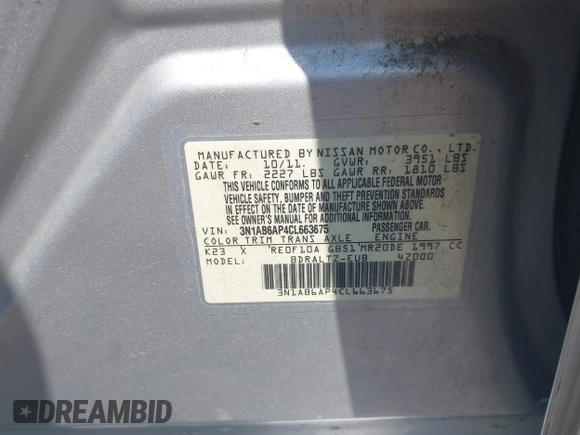 MANUFACTURED BY NISSAN MOTOR CO., LTD.
DATE: 10/11. GVWR: 3951 LBS
GAWR FR: 2227 LBS GAWR RR: 1810 LBS
THIS VEHICLE CONFORMS TO ALL APPLICABLE FEDERAL MOTOR
VEHICLE SAFETY, BUMPER AND THEFT PREVENTION STANDARDS
IN EFFECT ON THE DATE OF MANUFACTURE SHOWN ABOVE.
SEE OWNER'S MANUAL FOR ADDITIONAL INFORMATION.
VIN: 3N1AB6AP4CL663675 PASSENGER CAR.
COLOR TRIM TRANS AXLE ENGINE
K23 X RE0F10A GB51 MR20DE 1997 CC
MODEL: BDRALTZ-EUB 4Z000
3N1AB6AP4CL663675
DREAMBID